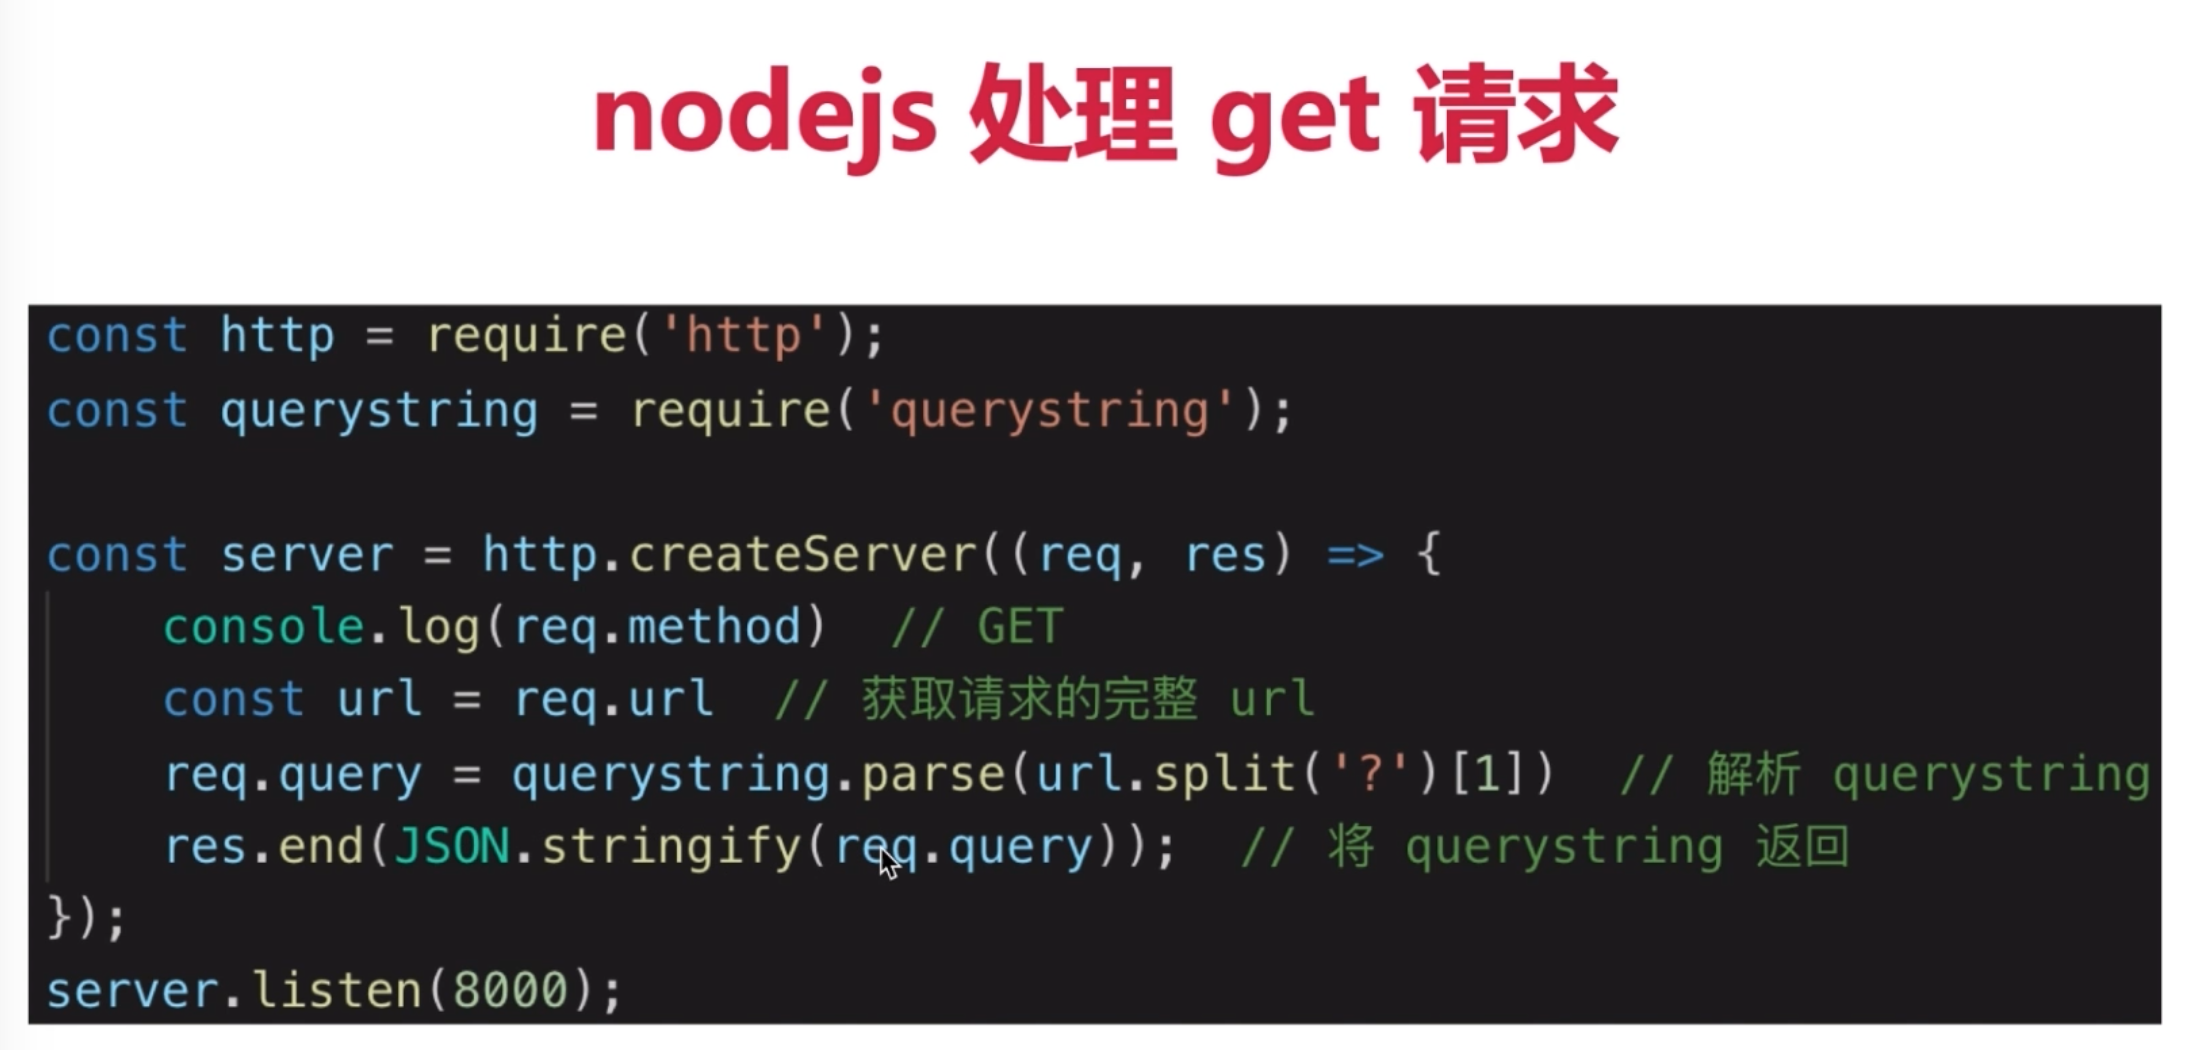 nodejs 处理 get 请求
const http = require('http');
const querystring = require('querystring');
const server = http.createServer((req, res) => {
    console.log(req.method)  // GET
    const url = req.url  // 获取请求的完整 url
    req.query = querystring.parse(url.split('?')[1])  // 解析 querystring
    res.end(JSON.stringify(req.query));  // 将 querystring 返回
});
server.listen(8000);